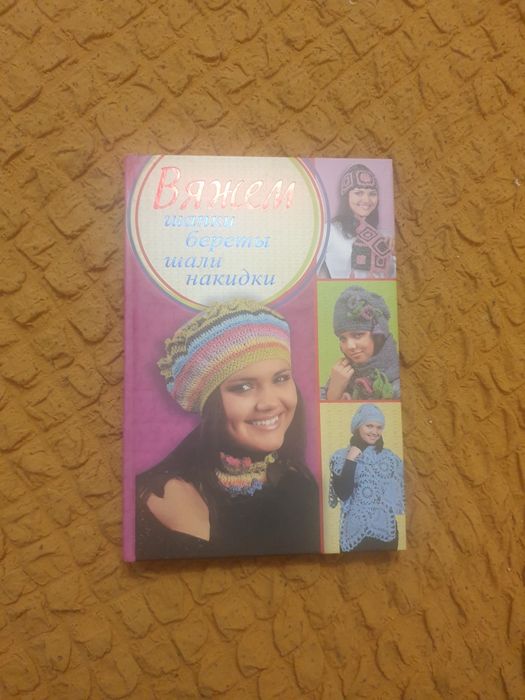 Вяжем
шапки
береты
шали
накидки